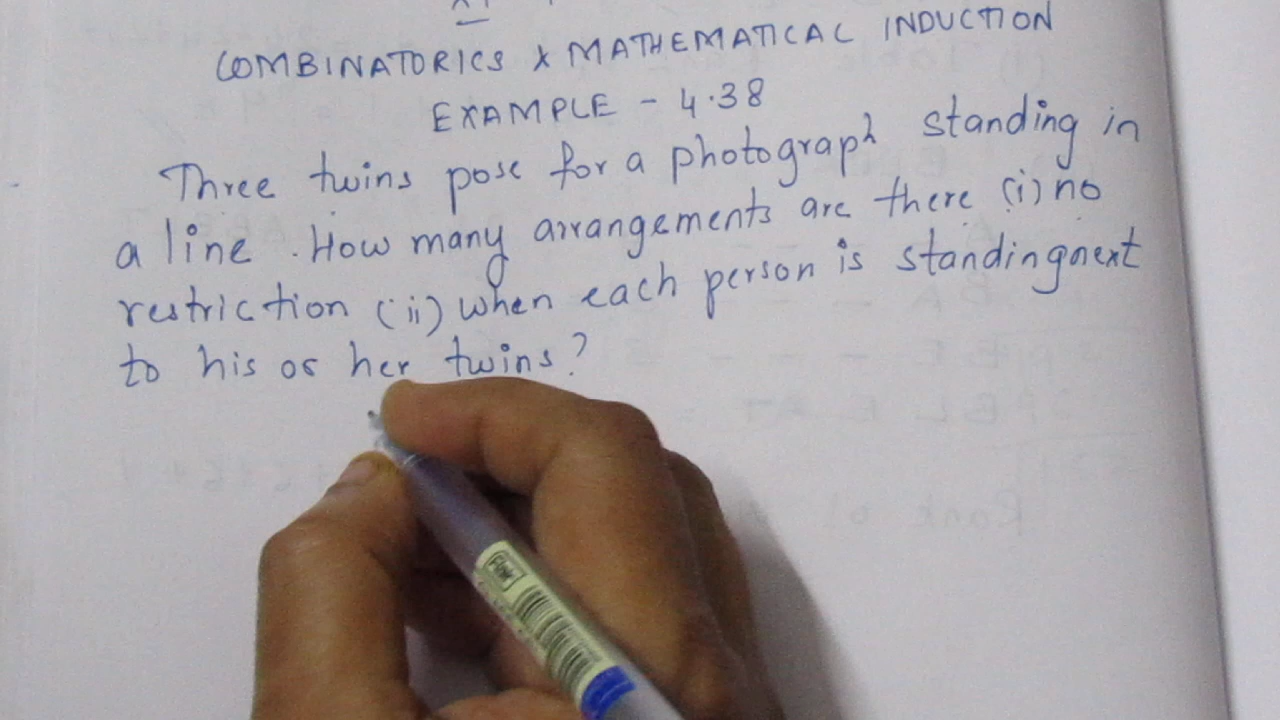 COMBINATORICS & MATHEMATICAL INDUCTION
EXAMPLE - 4.38
Three twins pose for a photograph standing in
a line. How many arrangements are there (i) no
restriction (ii) when each person is standing next
to his or her twins?